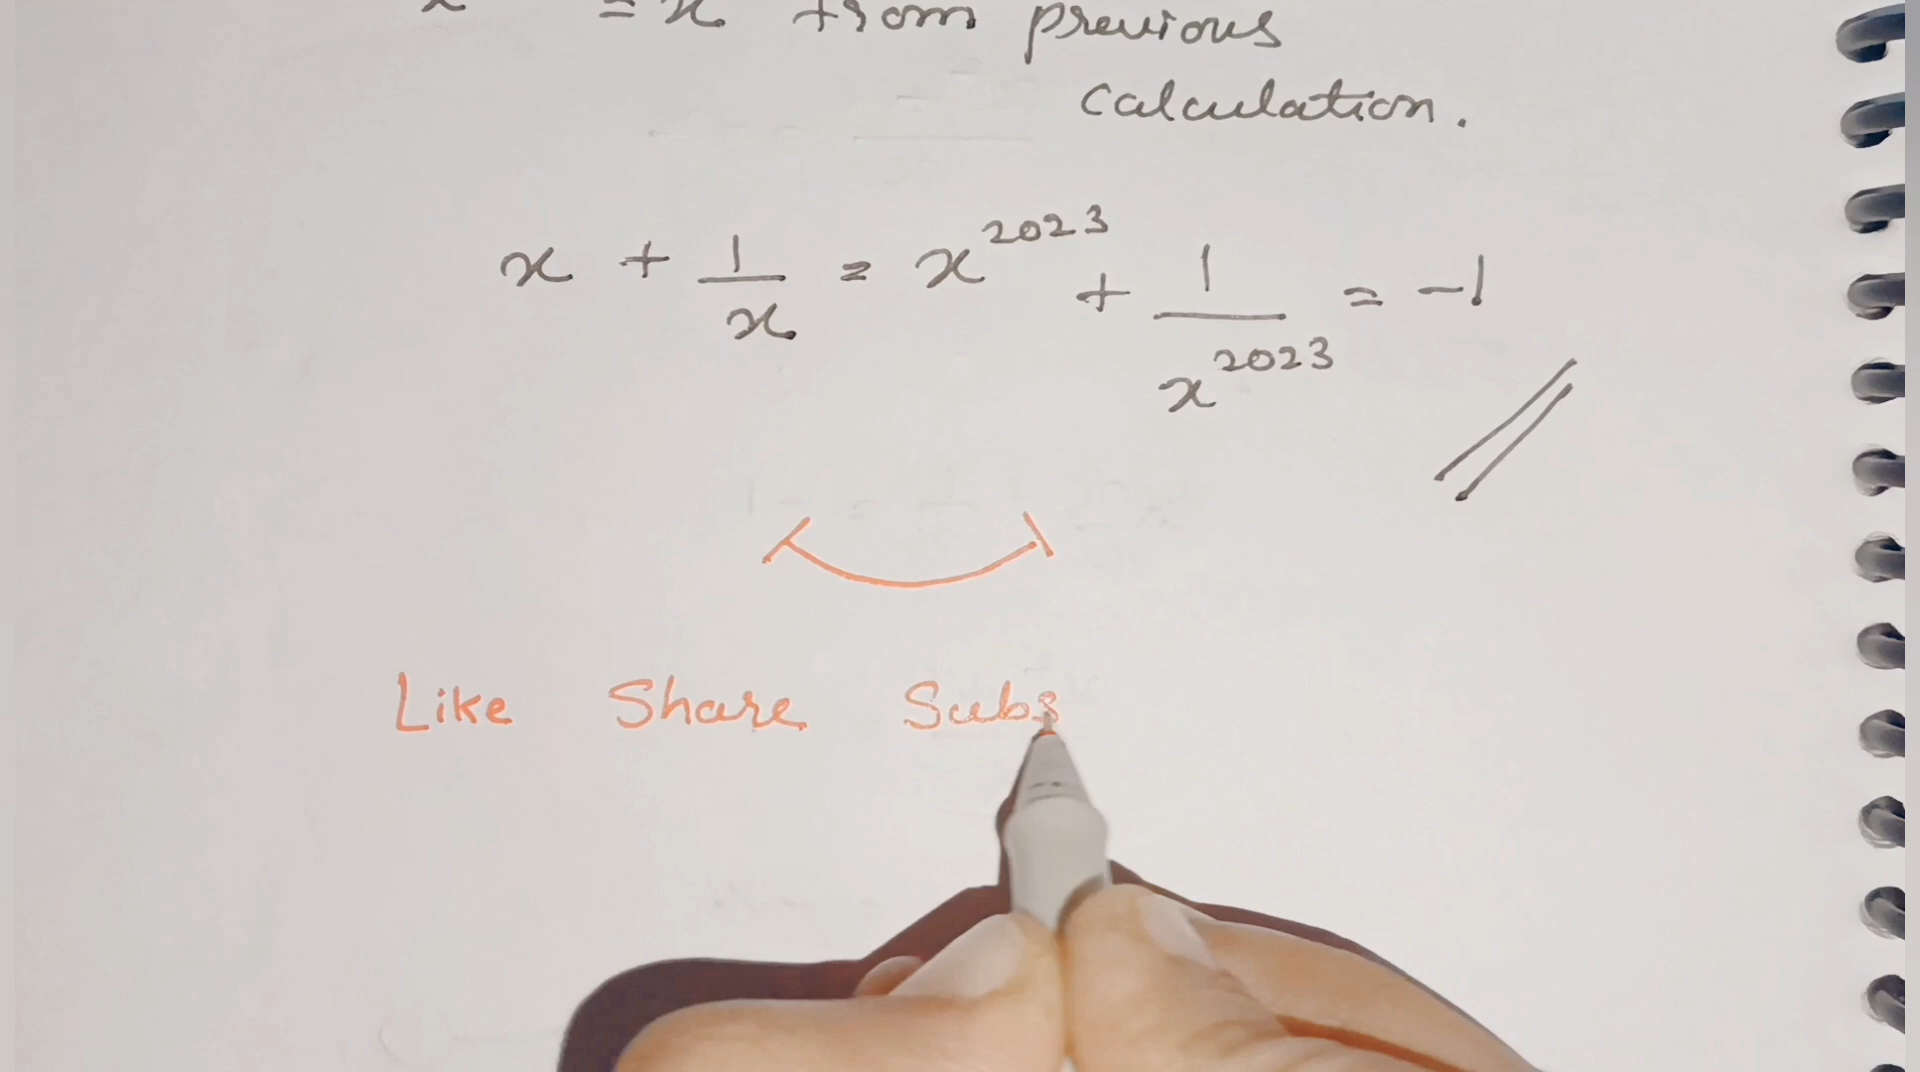 = x from previous
calculation.
x + 1/x = x^2023 + 1/x^2023 = -1
Like Share Subs